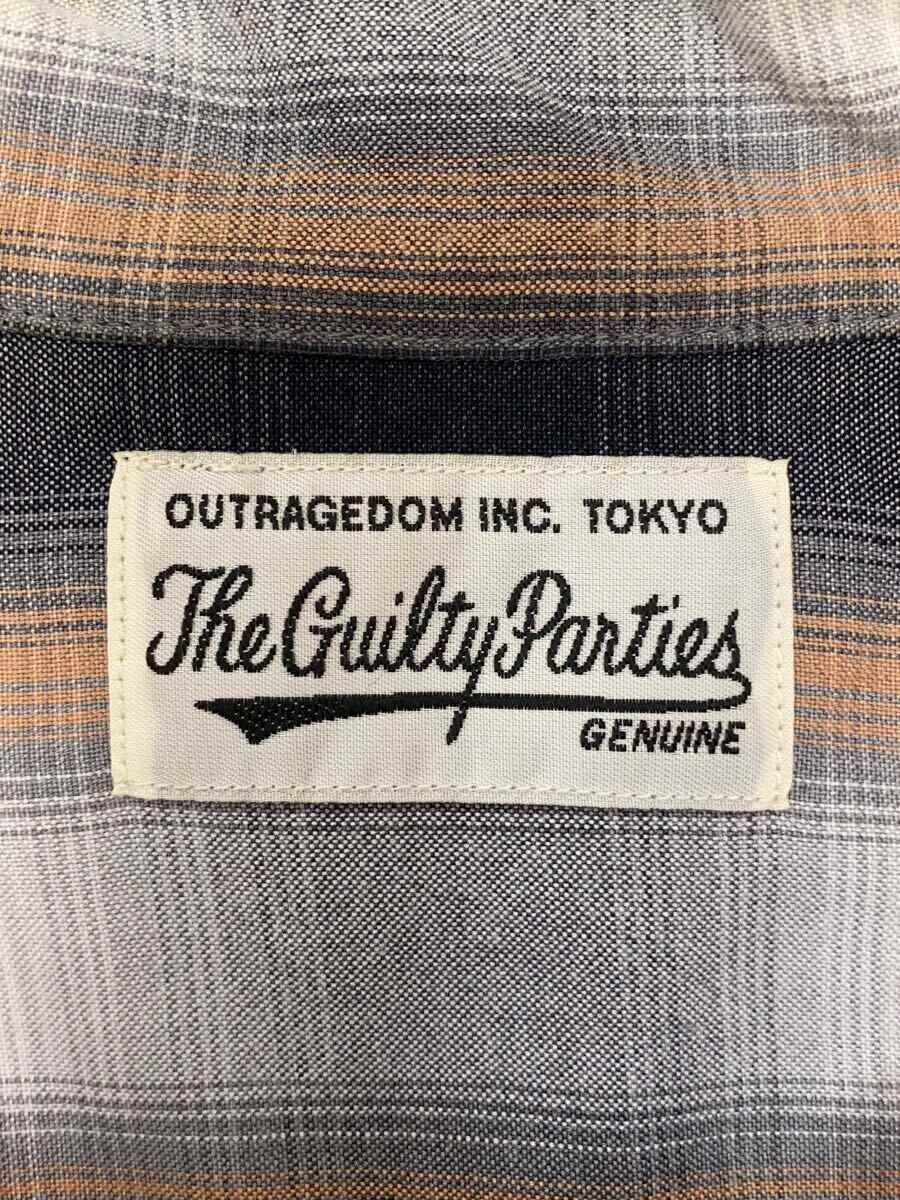 OUTRAGEDOM INC. TOKYO
The Guilty Parties
GENUINE